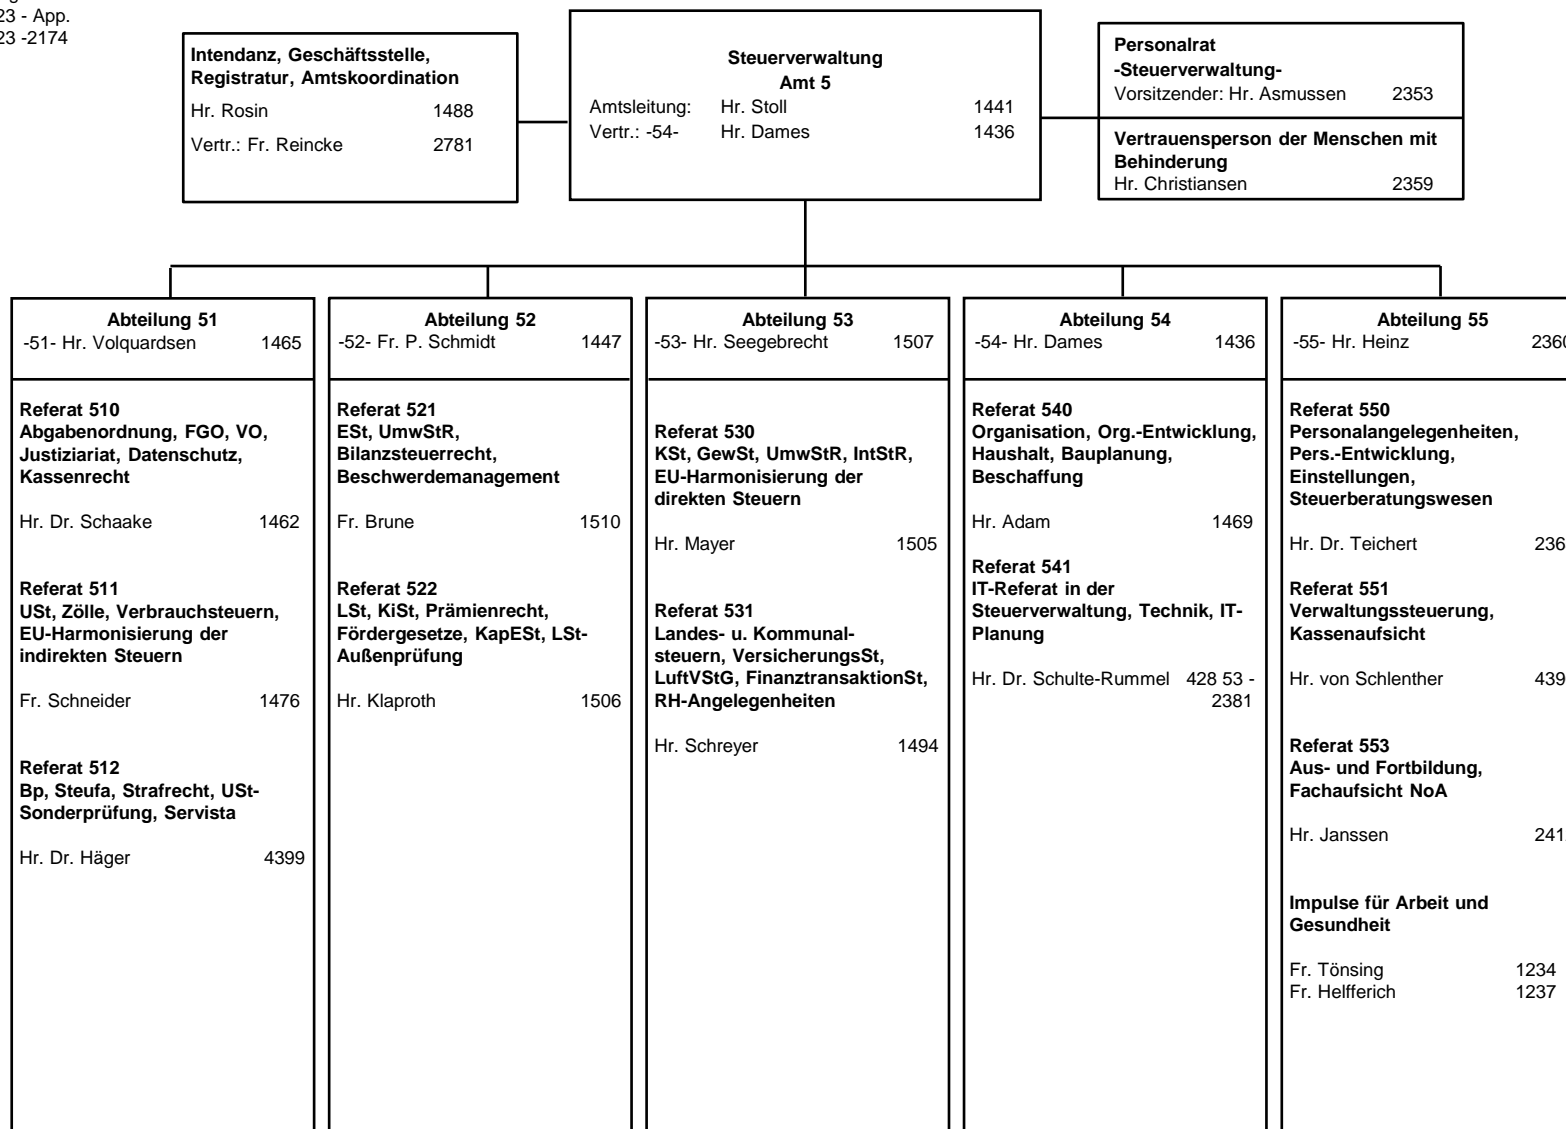 23 - App.
23 -2174
Intendanz, Geschäftsstelle,
Registratur, Amtskoordination
Hr. Rosin 1488
Vertr.: Fr. Reincke 2781
Steuerverwaltung
Amt 5
Amtsleitung: Hr. Stoll 1441
Vertr.: -54- Hr. Dames 1436
Personalrat
-Steuerverwaltung-
Vorsitzender: Hr. Asmussen 2353
Vertrauensperson der Menschen mit
Behinderung
Hr. Christiansen 2359
Abteilung 51
-51- Hr. Volquardsen 1465
Referat 510
Abgabenordnung, FGO, VO,
Justiziariat, Datenschutz,
Kassenrecht
Hr. Dr. Schaake 1462
Referat 511
USt, Zölle, Verbrauchsteuern,
EU-Harmonisierung der
indirekten Steuern
Fr. Schneider 1476
Referat 512
Bp, Steufa, Strafrecht, USt-
Sonderprüfung, Servista
Hr. Dr. Häger 4399
Abteilung 52
-52- Fr. P. Schmidt 1447
Referat 521
ESt, UmwStR,
Bilanzsteuerrecht,
Beschwerdemanagement
Fr. Brune 1510
Referat 522
LSt, KiSt, Prämienrecht,
Fördergesetze, KapESt, LSt-
Außenprüfung
Hr. Klaproth 1506
Abteilung 53
-53- Hr. Seegebrecht 1507
Referat 530
KSt, GewSt, UmwStR, IntStR,
EU-Harmonisierung der
direkten Steuern
Hr. Mayer 1505
Referat 531
Landes- u. Kommunal-
steuern, VersicherungsSt,
LuftVStG, FinanztransaktionSt,
RH-Angelegenheiten
Hr. Schreyer 1494
Abteilung 54
-54- Hr. Dames 1436
Referat 540
Organisation, Org.-Entwicklung,
Haushalt, Bauplanung,
Beschaffung
Hr. Adam 1469
Referat 541
IT-Referat in der
Steuerverwaltung, Technik, IT-
Planung
Hr. Dr. Schulte-Rummel 428 53 -
2381
Abteilung 55
-55- Hr. Heinz 2360
Referat 550
Personalangelegenheiten,
Pers.-Entwicklung,
Einstellungen,
Steuerberatungswesen
Hr. Dr. Teichert 236
Referat 551
Verwaltungssteuerung,
Kassenaufsicht
Hr. von Schlenther 439
Referat 553
Aus- und Fortbildung,
Fachaufsicht NoA
Hr. Janssen 241
Impulse für Arbeit und
Gesundheit
Fr. Tönsing 1234
Fr. Helfferich 1237